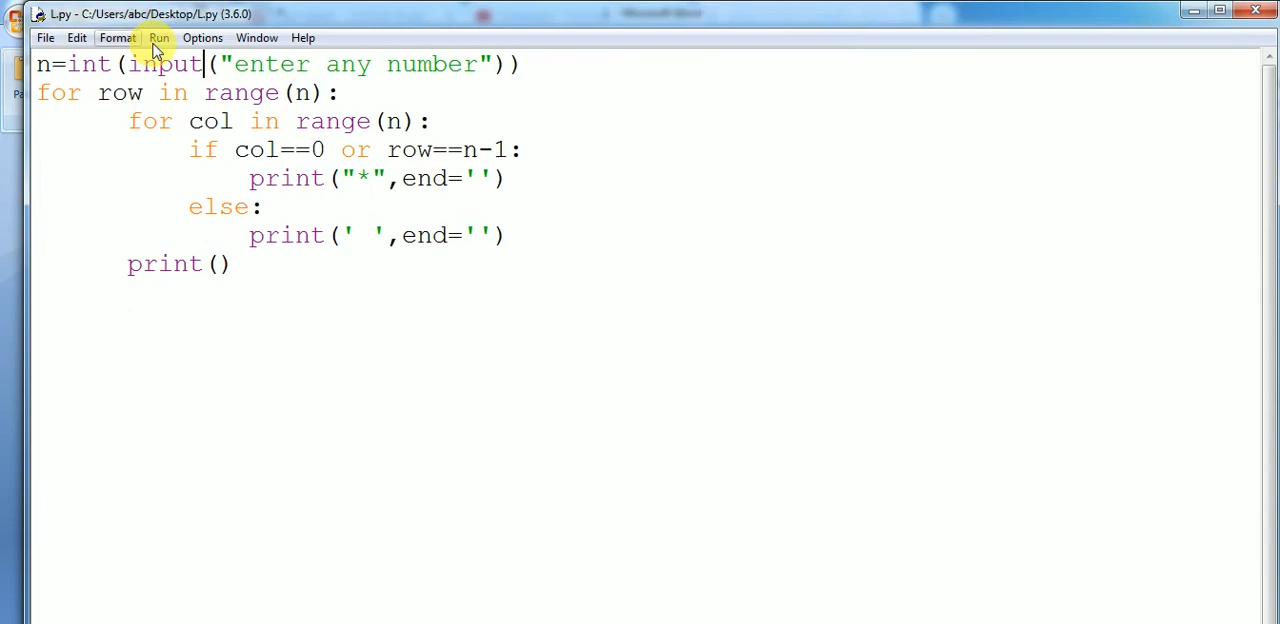 L.py - C:/Users/abc/Desktop/L.py (3.6.0)
File Edit Format Run Options Window Help
n=int(input("enter any number"))
for row in range(n):
      for col in range(n):
          if col==0 or row==n-1:
              print("*",end='')
          else:
              print(' ',end='')
      print()